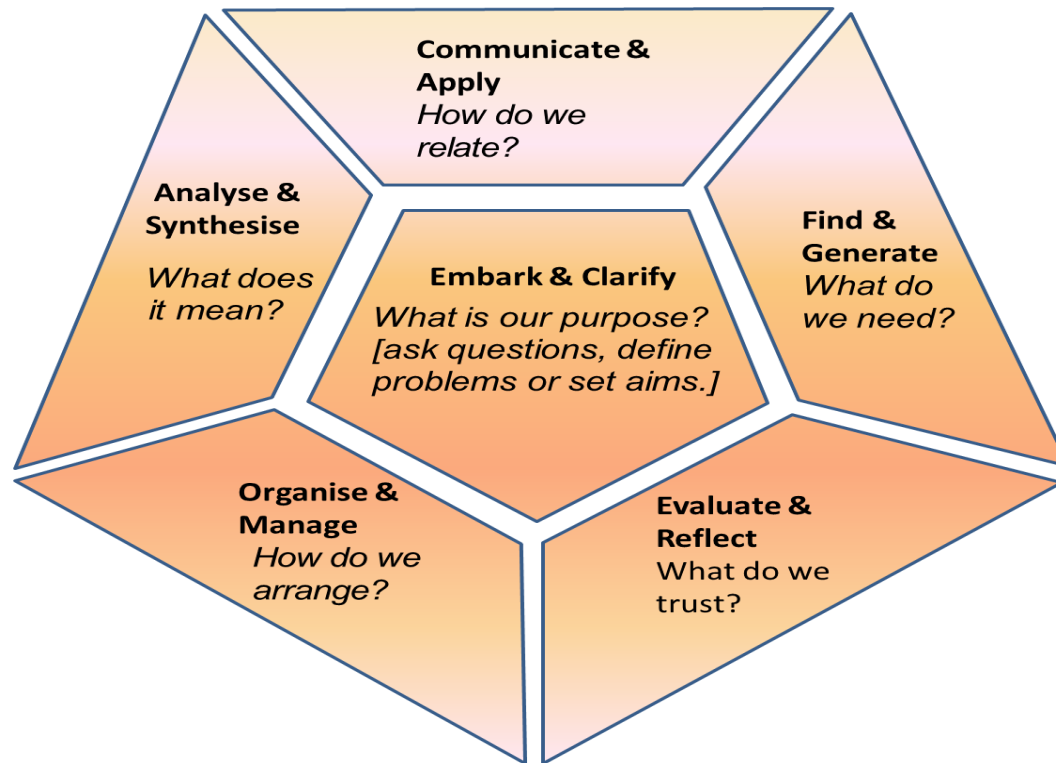 Communicate &
Apply
How do we
relate?
Analyse &
Synthesise
What does
it mean?
Find &
Generate
What do
we need?
Embark & Clarify
What is our purpose?
[ask questions, define
problems or set aims.]
Organise &
Manage
How do we
arrange?
Evaluate &
Reflect
What do we
trust?